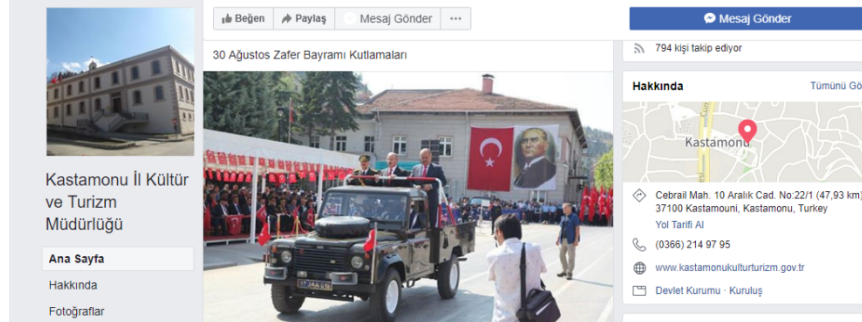 Beğen
Paylaş
Mesaj Gönder
Mesaj Gönder
30 Ağustos Zafer Bayramı Kutlamaları
Kastamonu İl Kültür
ve Turizm
Müdürlüğü
Ana Sayfa
Hakkında
Fotoğraflar
794 kişi takip ediyor
Hakkında
Tümünü Gö
Kastamonu
Cebrail Mah. 10 Aralık Cad. No:22/1 (47,93 km)
37100 Kastamouni, Kastamonu, Turkey
Yol Tarifi Al
(0366) 214 97 95
www.kastamonukulturturizm.gov.tr
Devlet Kurumu · Kuruluş